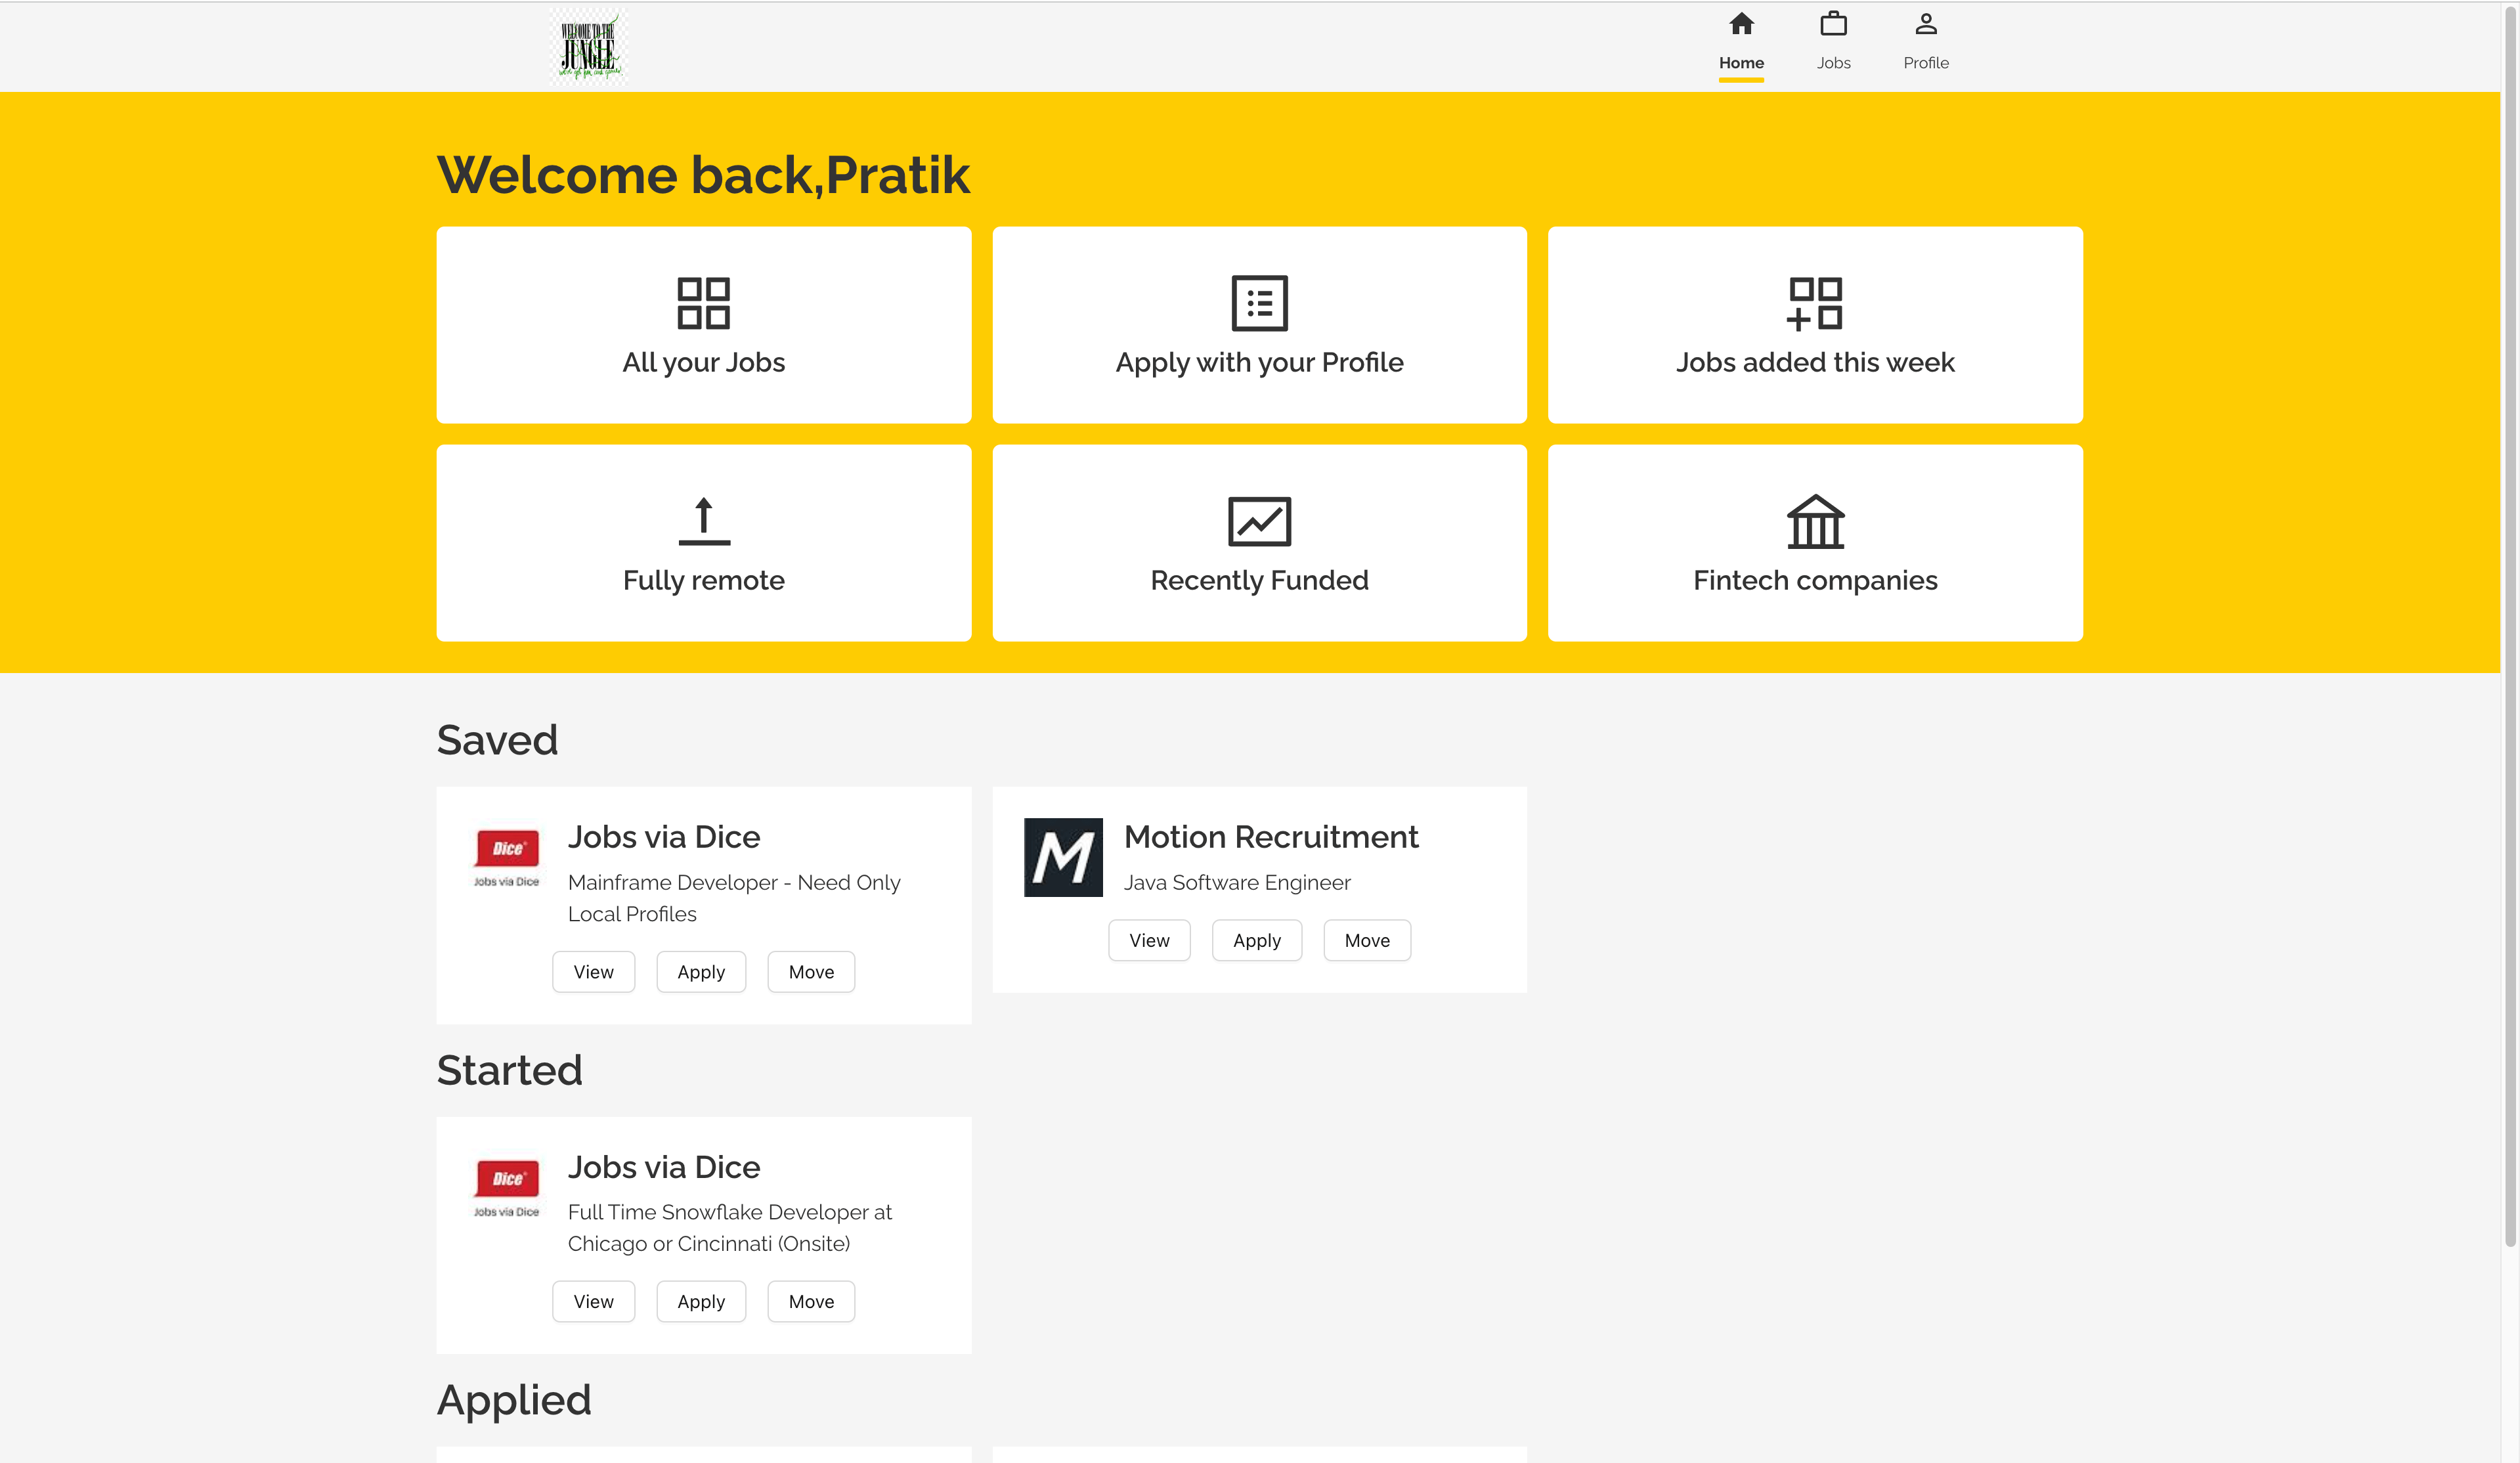 WELCOME TO THE
JUNGLE
Home
Jobs
Profile
Welcome back,Pratik
All your Jobs
Apply with your Profile
Jobs added this week
Fully remote
Recently Funded
Fintech companies
Saved
Dice
Jobs via Dice
Jobs via Dice
Mainframe Developer - Need Only
Local Profiles
View
Apply
Move
M
Motion Recruitment
Java Software Engineer
View
Apply
Move
Started
Dice
Jobs via Dice
Jobs via Dice
Full Time Snowflake Developer at
Chicago or Cincinnati (Onsite)
View
Apply
Move
Applied